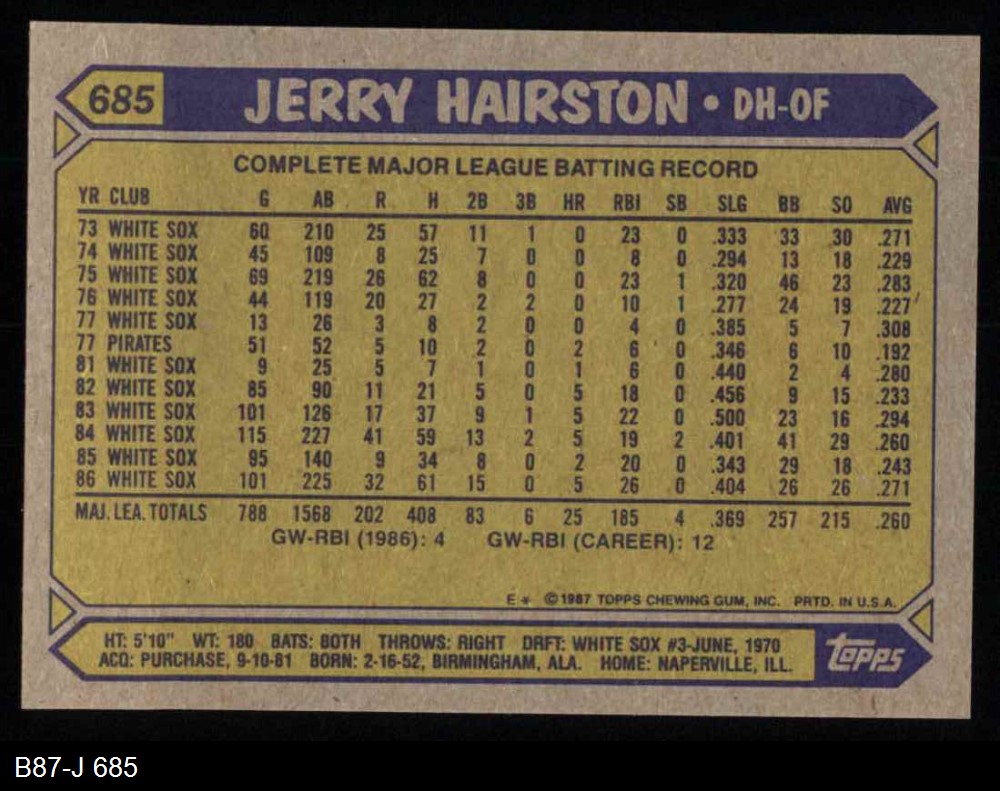 685 JERRY HAIRSTON • DH-OF
COMPLETE MAJOR LEAGUE BATTING RECORD
YR CLUB G AB R H 2B 3B HR RBI SB SLG BB SO AVG
73 WHITE SOX 60 210 25 57 11 1 0 23 0 .333 33 30 .271
74 WHITE SOX 45 109 8 25 7 0 0 8 0 .294 13 18 .229
75 WHITE SOX 69 219 26 62 8 0 0 23 1 .320 46 23 .283
76 WHITE SOX 44 119 20 27 2 2 0 10 1 .277 24 19 .227
77 WHITE SOX 13 26 3 8 2 0 0 4 0 .385 5 7 .308
77 PIRATES 51 52 5 10 2 0 2 6 0 .346 6 10 .192
81 WHITE SOX 9 25 5 7 1 0 1 6 0 .440 2 4 .280
82 WHITE SOX 85 90 11 21 5 0 5 18 0 .456 9 15 .233
83 WHITE SOX 101 126 17 37 9 1 5 22 0 .500 23 16 .294
84 WHITE SOX 115 227 41 59 13 2 5 19 2 .401 41 29 .260
85 WHITE SOX 95 140 9 34 8 0 2 20 0 .343 29 18 .243
86 WHITE SOX 101 225 32 61 15 0 5 26 0 .404 26 26 .271
MAJ. LEA. TOTALS 788 1568 202 408 83 6 25 185 4 .369 257 215 .260
GW-RBI (1986): 4 GW-RBI (CAREER): 12
E * ©1987 TOPPS CHEWING GUM, INC. PRTD. IN U.S.A.
HT: 5'10" WT: 180 BATS: BOTH THROWS: RIGHT DRFT: WHITE SOX #3-JUNE, 1970
ACQ: PURCHASE, 9-10-81 BORN: 2-16-52, BIRMINGHAM, ALA. HOME: NAPERVILLE, ILL.
Topps
B87-J 685